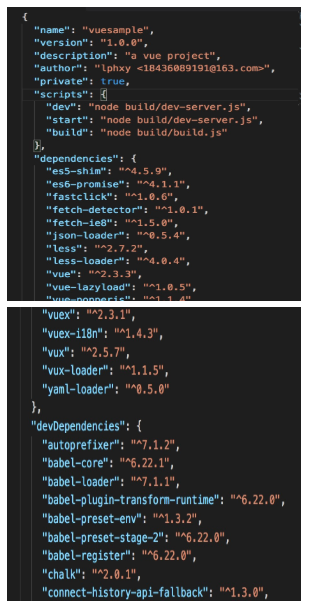 {
"name": "vuesample",
"version": "1.0.0",
"description": "a vue project",
"author": "lphxy <18436089191@163.com>",
"private": true,
"scripts": {
"dev": "node build/dev-server.js",
"start": "node build/dev-server.js",
"build": "node build/build.js"
},
"dependencies": {
"es5-shim": "^4.5.9",
"es6-promise": "^4.1.1",
"fastclick": "^1.0.6",
"fetch-detector": "^1.0.1",
"fetch-ie8": "^1.5.0",
"json-loader": "^0.5.4",
"less": "^2.7.2",
"less-loader": "^4.0.4",
"vue": "^2.3.3",
"vue-lazyload": "^1.0.5",
"vue-popperjs": "^1.1.4",
"vuex": "^2.3.1",
"vuex-i18n": "^1.4.3",
"vux": "^2.5.7",
"vux-loader": "^1.1.5",
"yaml-loader": "^0.5.0"
},
"devDependencies": {
"autoprefixer": "^7.1.2",
"babel-core": "^6.22.1",
"babel-loader": "^7.1.1",
"babel-plugin-transform-runtime": "^6.22.0",
"babel-preset-env": "^1.3.2",
"babel-preset-stage-2": "^6.22.0",
"babel-register": "^6.22.0",
"chalk": "^2.0.1",
"connect-history-api-fallback": "^1.3.0",